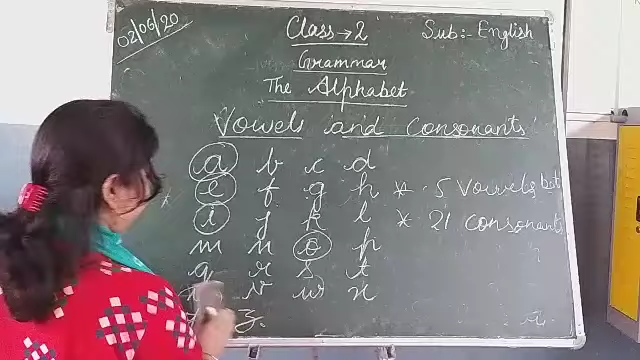 02/06/20
Class → 2
Sub:- English
Grammar
The Alphabet
Vowels and Consonants
a b c d
e f g h
i j k l
m n o p
q r s t
v w x
z.
* 5 Vowels
* 21 consonants